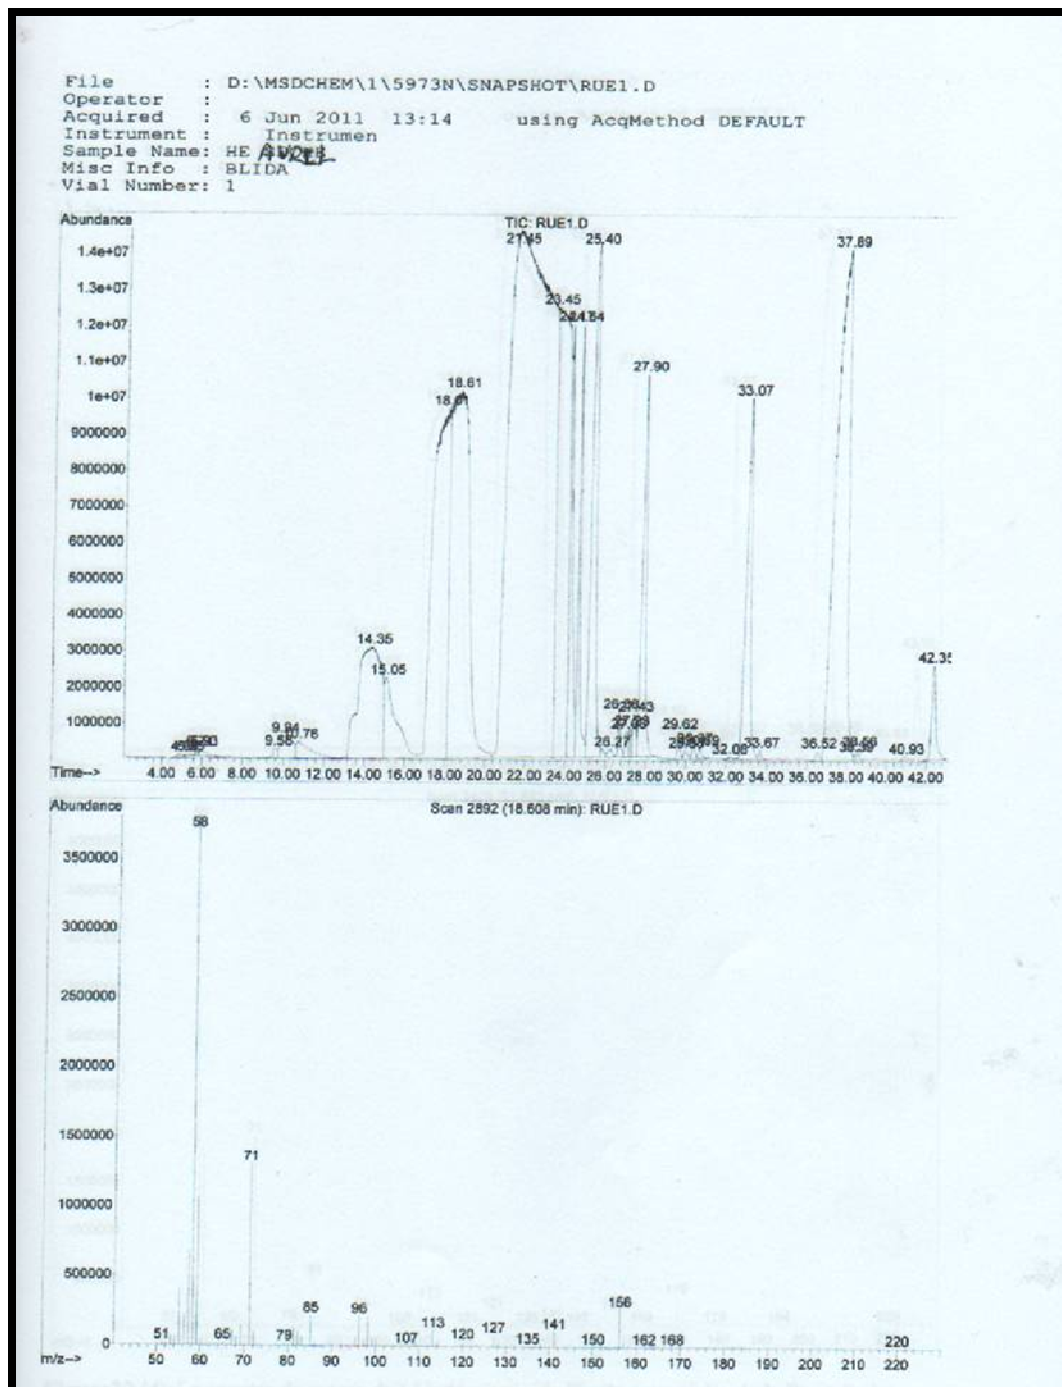 File : D:\MSDCHEM\1\5973N\SNAPSHOT\RUE1.D
Operator :
Acquired : 6 Jun 2011 13:14 using AcqMethod DEFAULT
Instrument : Instrumen
Sample Name: HE
Misc Info : BLIDA
Vial Number: 1
Abundance
TIC: RUE1.D
21.45 25.40 37.89
1.4e+07
1.3e+07
23.45
1.2e+07
1.1e+07
27.90
33.07
18.61
1e+07
9000000
8000000
7000000
6000000
5000000
4000000
14.35
3000000
15.05
42.35
2000000
1000000
9.94
10.76
9.58
26.27
29.62
32.08
33.67
36.52
40.93
Time-->
4.00 6.00 8.00 10.00 12.00 14.00 16.00 18.00 20.00 22.00 24.00 26.00 28.00 30.00 32.00 34.00 36.00 38.00 40.00 42.00
Abundance
Scan 2892 (18.608 min): RUE1.D
58
3500000
3000000
2500000
2000000
1500000
71
1000000
500000
85 96 156
0
51 65 79 107 113 120 127 135 141 150 162 168 220
m/z-->
50 60 70 80 90 100 110 120 130 140 150 160 170 180 190 200 210 220